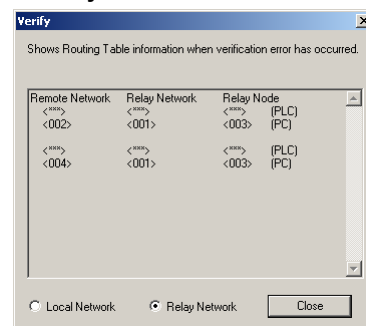 Verify
Shows Routing Table information when verification error has occurred.
Remote Network Relay Network Relay Node
<***> <***> <***> (PLC)
<002> <001> <003> (PC)
<***> <***> <***> (PLC)
<004> <001> <003> (PC)
Local Network Relay Network Close